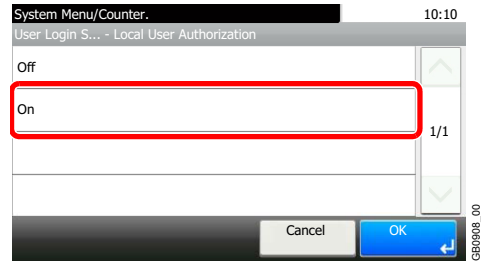 System Menu/Counter. 10:10
User Login S... - Local User Authorization
Off
On
1/1
Cancel OK
GB0908_00